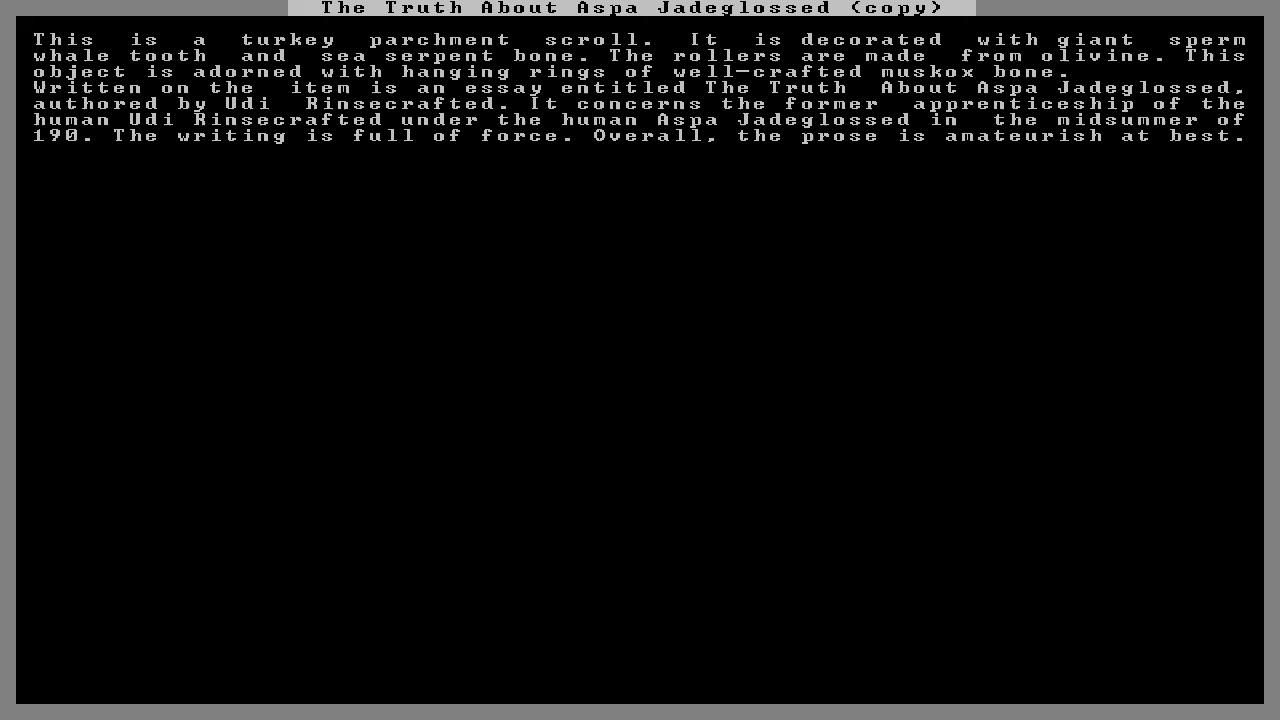 The Truth About Aspa Jadeglossed (copy)
This is a turkey parchment scroll. It is decorated with giant sperm
whale tooth and sea serpent bone. The rollers are made from olivine. This
object is adorned with hanging rings of well-crafted muskox bone.
Written on the item is an essay entitled The Truth About Aspa Jadeglossed,
authored by Udi Rinsecrafted. It concerns the former apprenticeship of the
human Udi Rinsecrafted under the human Aspa Jadeglossed in the midsummer of
190. The writing is full of force. Overall, the prose is amateurish at best.